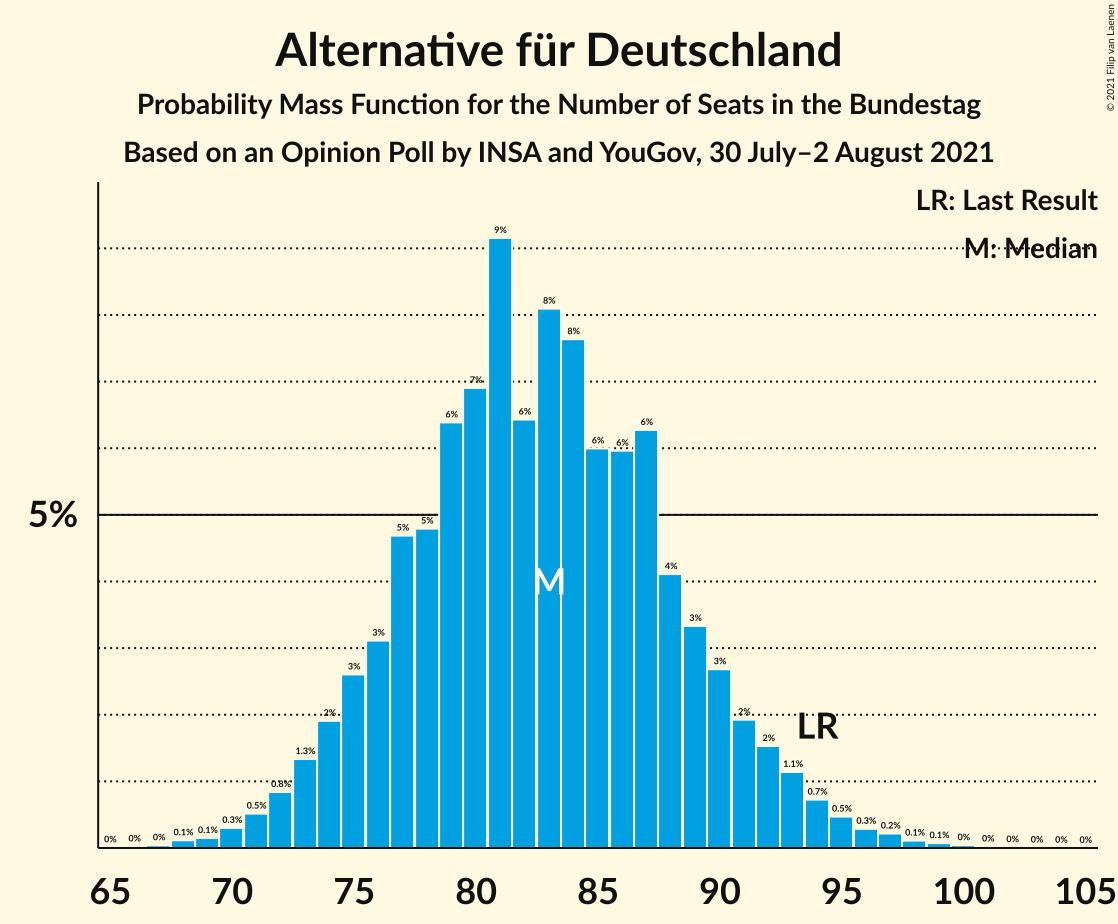 Alternative für Deutschland
Probability Mass Function for the Number of Seats in the Bundestag
Based on an Opinion Poll by INSA and YouGov, 30 July–2 August 2021
© 2021 Filip van Laenen
LR: Last Result
M: Median
5%
0% 0% 0% 0.1% 0.1% 0.3% 0.5% 0.8% 1.3% 2% 3% 3% 5% 5% 6% 7% 9% 6% 8% 8% 6% 6% 6% 4% 3% 3% 2% 2% 1.1% 0.7% 0.5% 0.3% 0.2% 0.1% 0.1% 0% 0% 0% 0% 0% 0%
M
LR
65 70 75 80 85 90 95 100 105